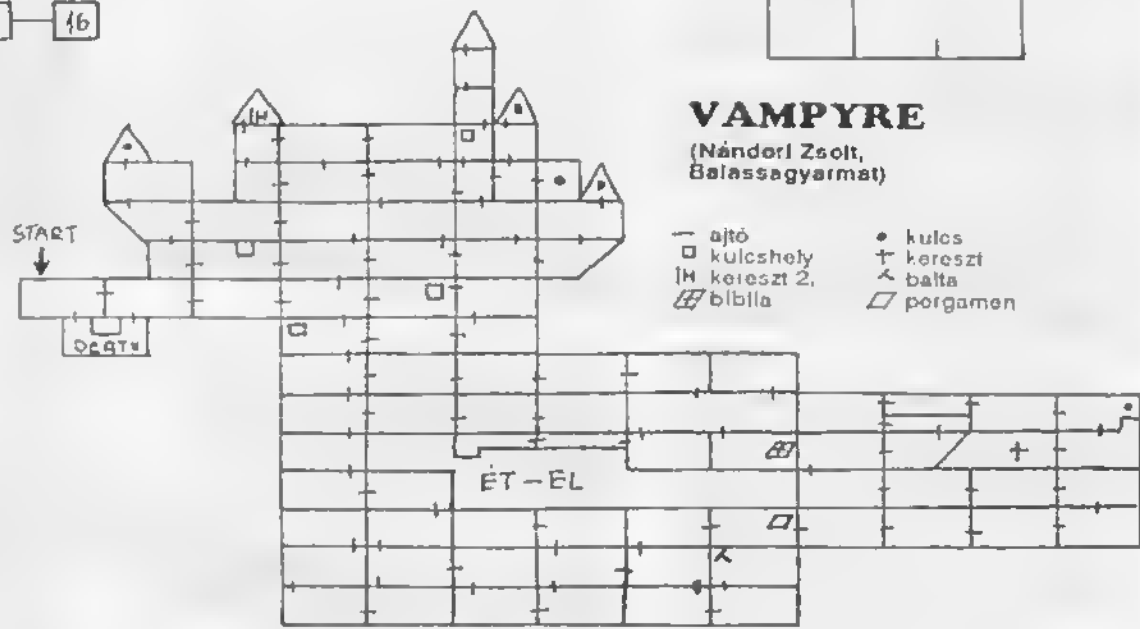 16
VAMPYRE
(Nándori Zsolt,
Balassagyarmat)
START
ajtó
kulcshely
kereszt 2.
biblia
kulcs
kereszt
balta
pergamen
DEATH
ÉT-EL